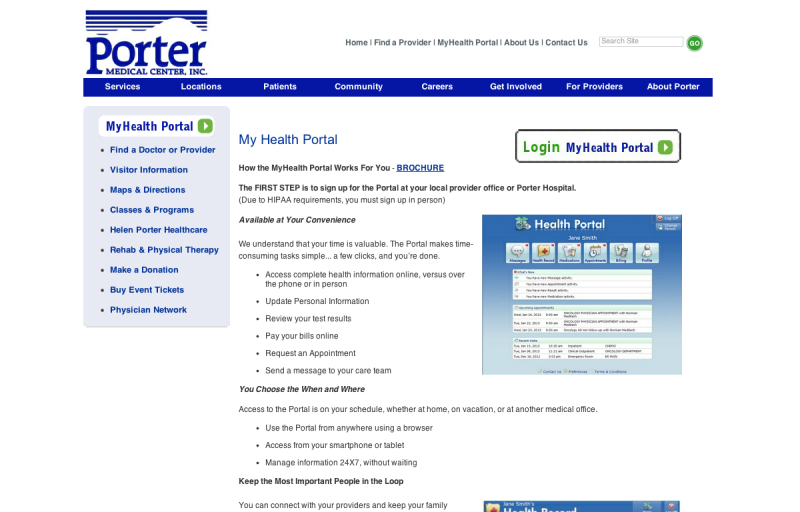 Porter
MEDICAL CENTER, INC.
Home | Find a Provider | MyHealth Portal | About Us | Contact Us
Search Site
GO
Services Locations Patients Community Careers Get Involved For Providers About Porter
MyHealth Portal
• Find a Doctor or Provider
• Visitor Information
• Maps & Directions
• Classes & Programs
• Helen Porter Healthcare
• Rehab & Physical Therapy
• Make a Donation
• Buy Event Tickets
• Physician Network
My Health Portal
Login MyHealth Portal
How the MyHealth Portal Works For You - BROCHURE
The FIRST STEP is to sign up for the Portal at your local provider office or Porter Hospital.
(Due to HIPAA requirements, you must sign up in person)
Available at Your Convenience
We understand that your time is valuable. The Portal makes time-
consuming tasks simple... a few clicks, and you're done.
• Access complete health information online, versus over
the phone or in person
• Update Personal Information
• Review your test results
• Pay your bills online
• Request an Appointment
• Send a message to your care team
Health Portal
Log Off
Jane Smith
Messages Health Record Medications Appointments Billing Profile
What's New
You have new Message activity.
You have new Appointment activity.
You have new Result activity.
You have new Medication activity.
Upcoming Appointments
Recent Visits
Contact Us Preferences Terms & Conditions
You Choose the When and Where
Access to the Portal is on your schedule, whether at home, on vacation, or at another medical office.
• Use the Portal from anywhere using a browser
• Access from your smartphone or tablet
• Manage information 24X7, without waiting
Keep the Most Important People in the Loop
You can connect with your providers and keep your family
Jane Smith's
Health Record